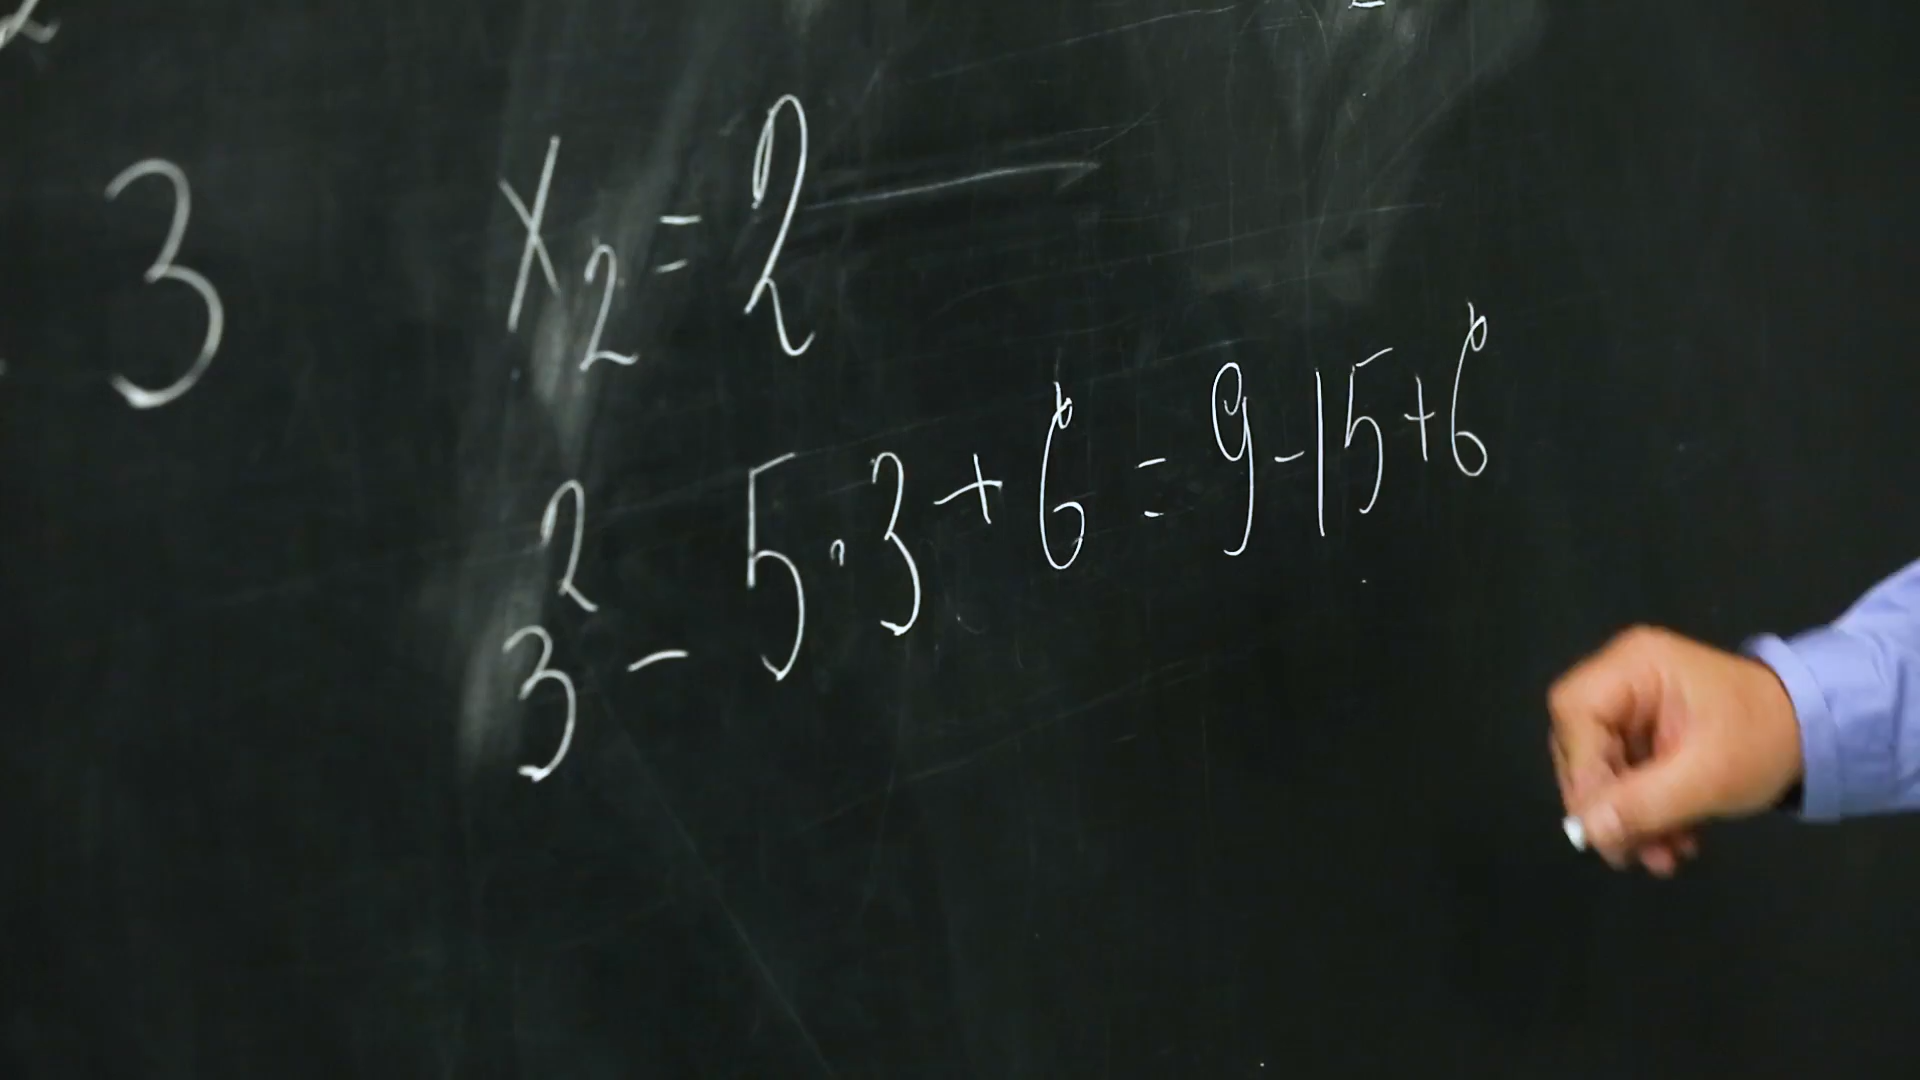 3 x₂ = 2
3² - 5·3 + 6 = 9 - 15 + 6